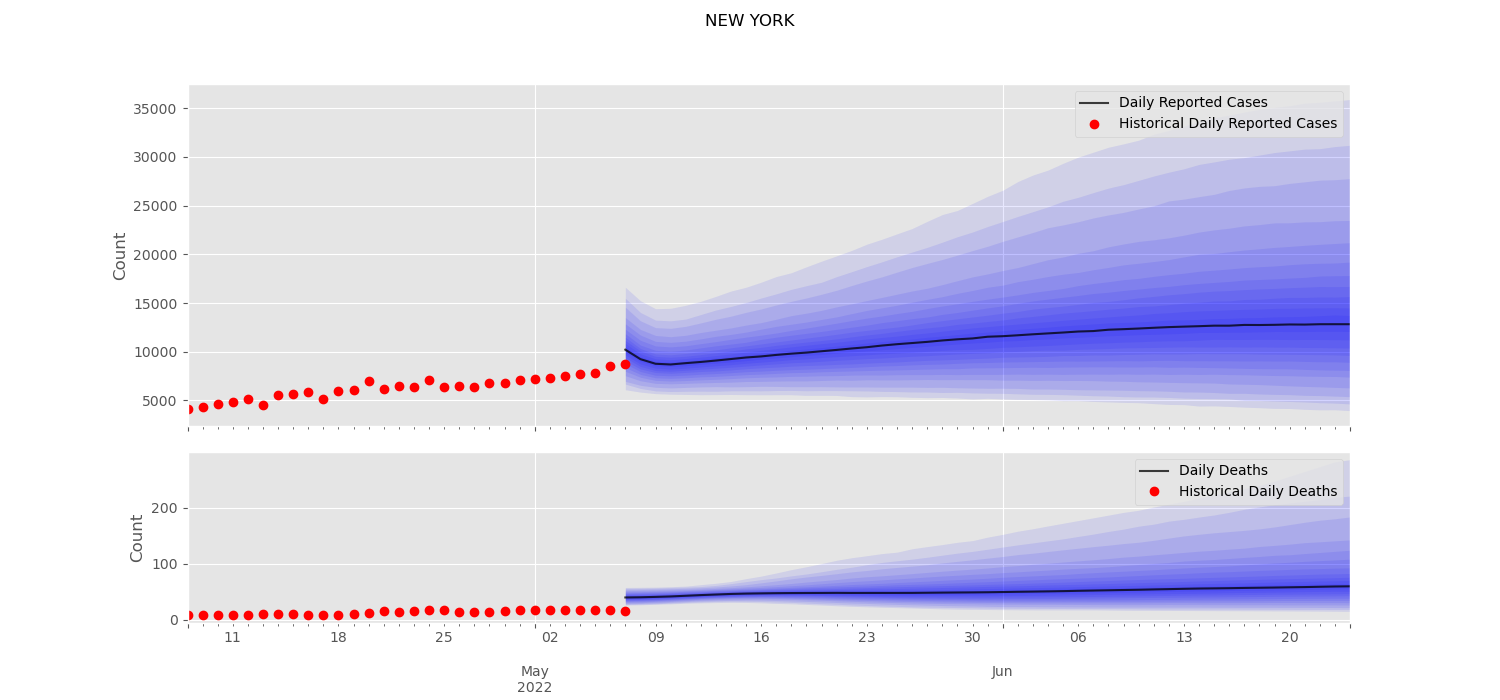 NEW YORK
35000
30000
25000
20000
15000
10000
5000
Count
Daily Reported Cases
Historical Daily Reported Cases
200
100
0
Count
Daily Deaths
Historical Daily Deaths
11 18 25 02 09 16 23 30 06 13 20
May Jun
2022